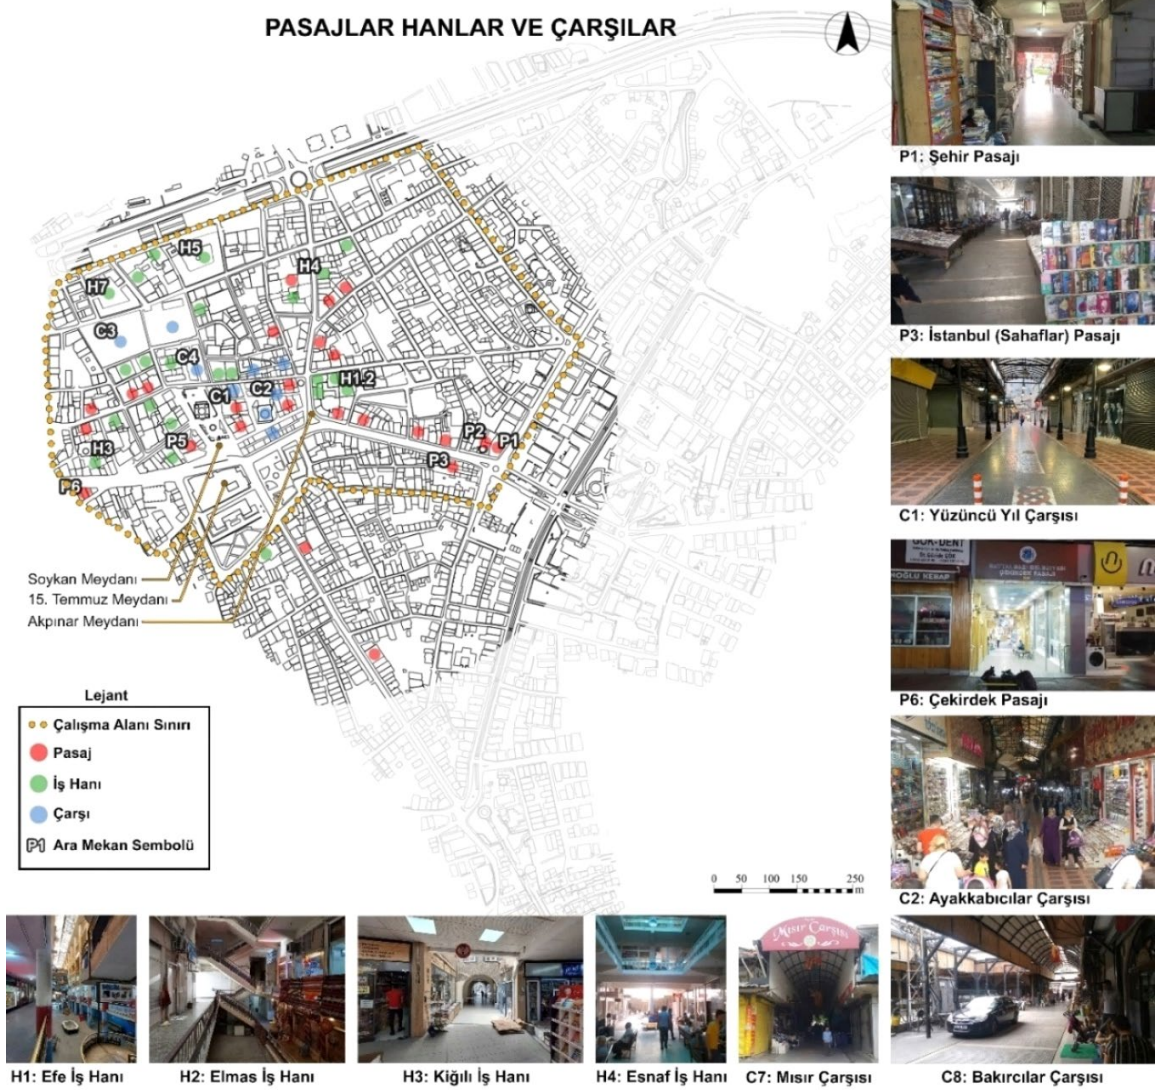 PASAJLAR HANLAR VE ÇARŞILAR
P1: Şehir Pasajı
P3: İstanbul (Sahaflar) Pasajı
C1: Yüzüncü Yıl Çarşısı
P6: Çekirdek Pasajı
C2: Ayakkabıcılar Çarşısı
H5
H4
H7
C3
C4
C1
C2
H1.2
H3
P5
P2
P1
P3
P6
Soykan Meydanı
15. Temmuz Meydanı
Akpınar Meydanı
Lejant
Çalışma Alanı Sınırı
Pasaj
İş Hanı
Çarşı
P1 Ara Mekan Sembolü
0 50 100 150 250
m
Mısır Çarşısı
H1: Efe İş Hanı
H2: Elmas İş Hanı
H3: Kiğılı İş Hanı
H4: Esnaf İş Hanı
C7: Mısır Çarşısı
C8: Bakırcılar Çarşısı